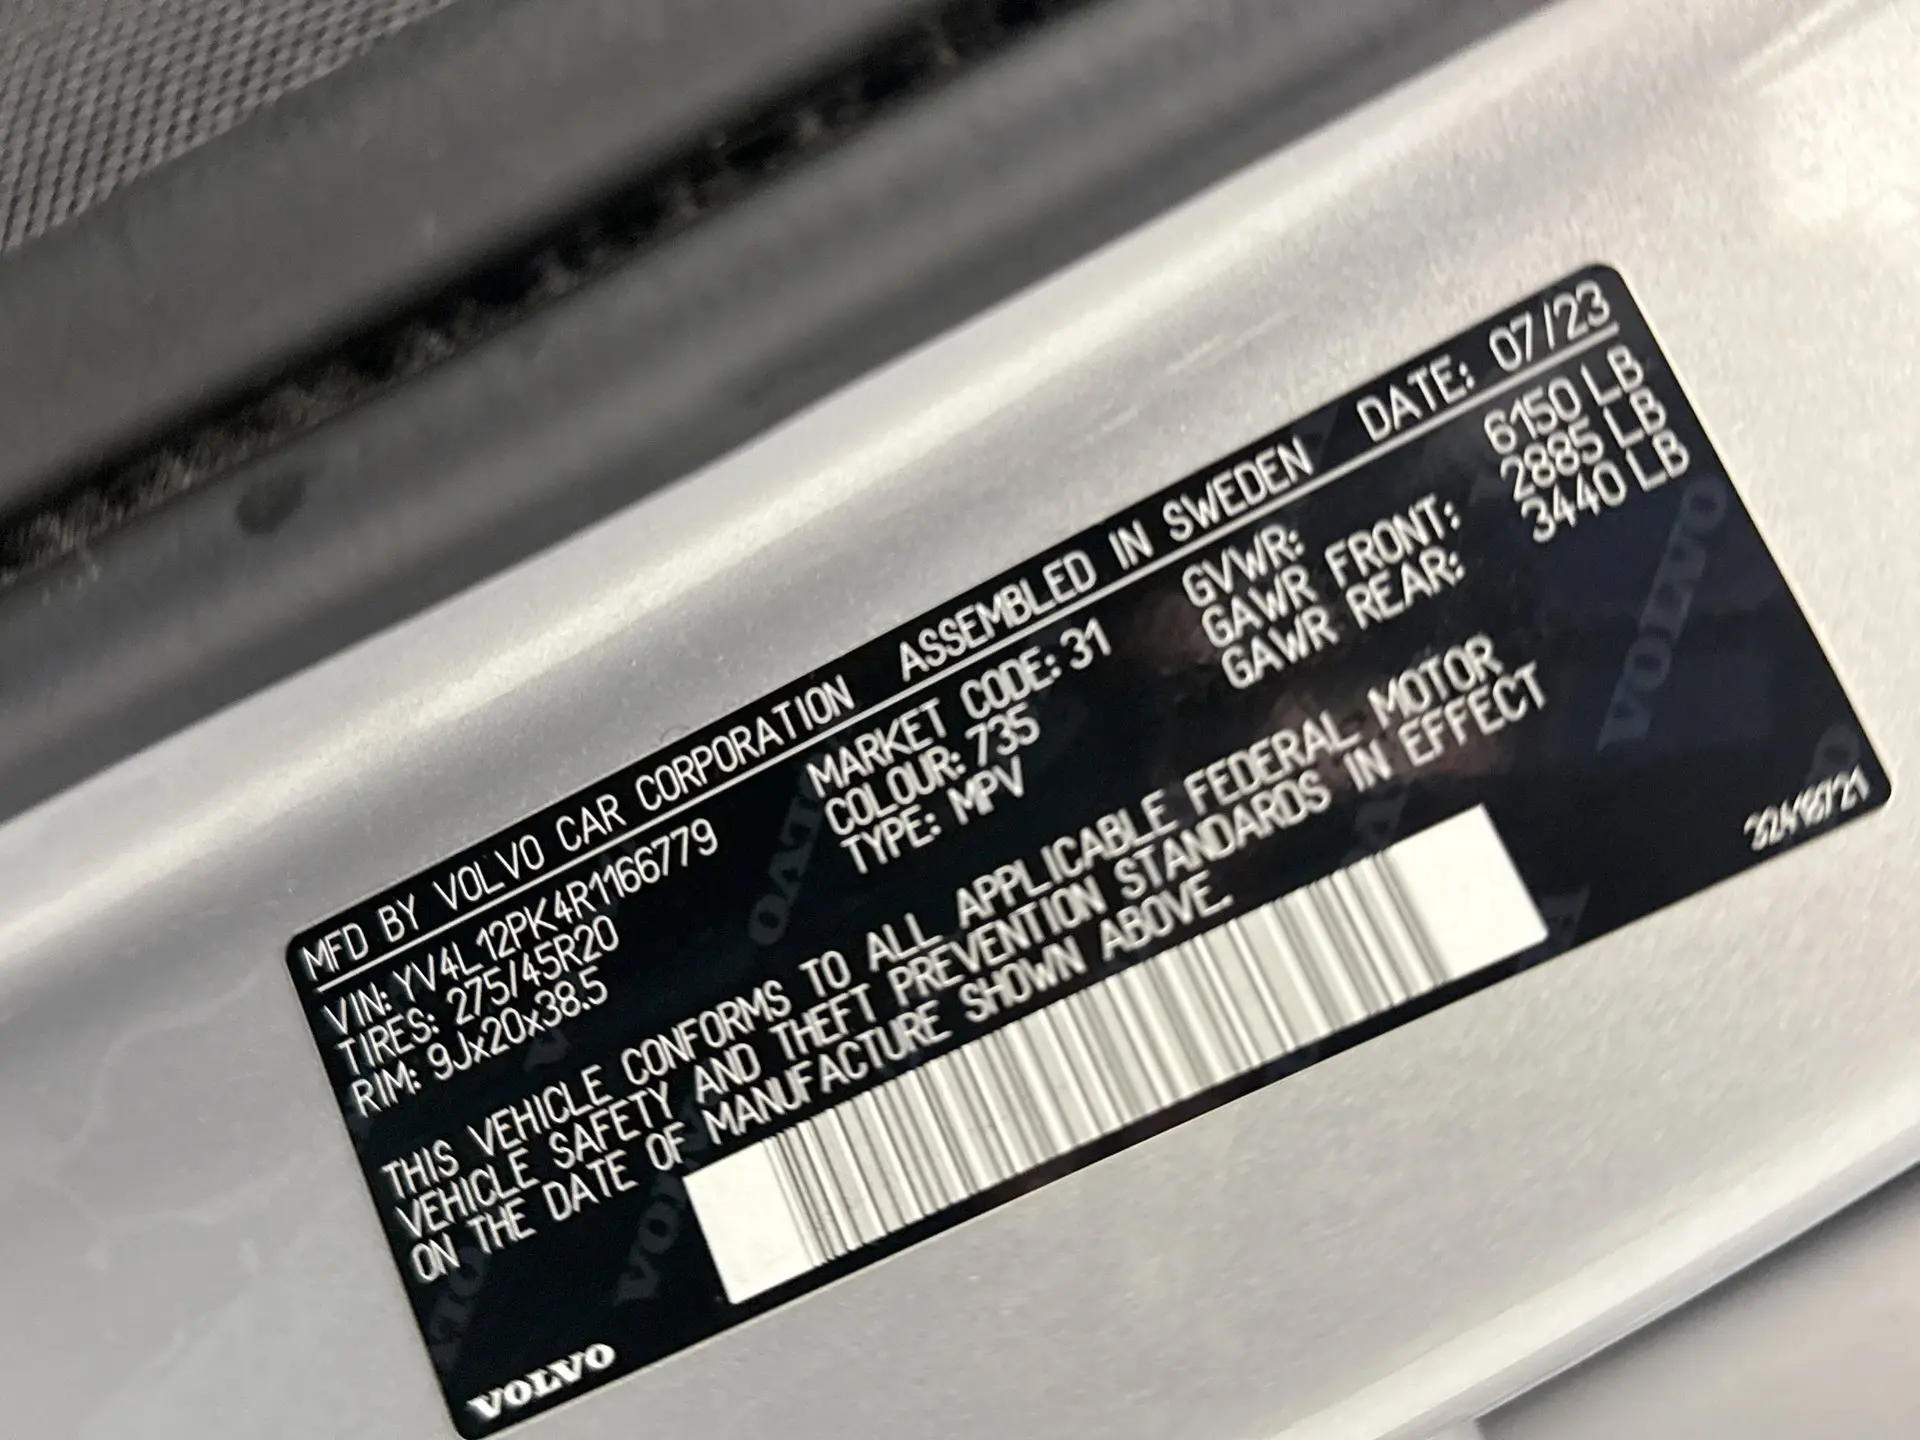 MFD BY VOLVO CAR CORPORATION ASSEMBLED IN SWEDEN DATE: 07/23
VIN: YV4L12PK4R1166779 MARKET CODE: 31 GVWR: 6150 LB
TIRES: 275/45R20 COLOUR: 735 GAWR FRONT: 2885 LB
RIM: 9Jx20x38.5 TYPE: MPV GAWR REAR: 3440 LB
THIS VEHICLE CONFORMS TO ALL APPLICABLE FEDERAL MOTOR
VEHICLE SAFETY AND THEFT PREVENTION STANDARDS IN EFFECT
ON THE DATE OF MANUFACTURE SHOWN ABOVE.
VOLVO 32418721